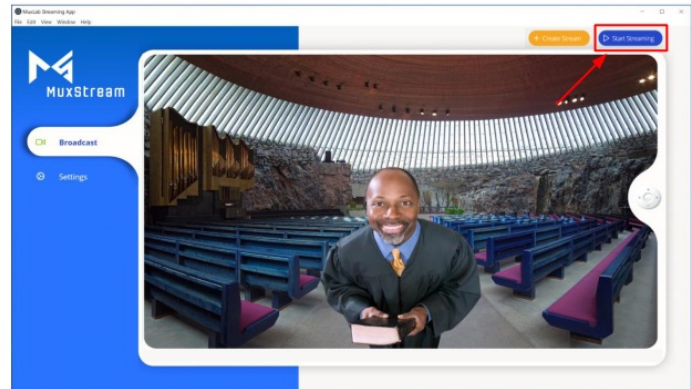 MuxLab Streaming App
File Edit View Window Help
+ Create Stream
Start Streaming
MuxStream
Broadcast
Settings